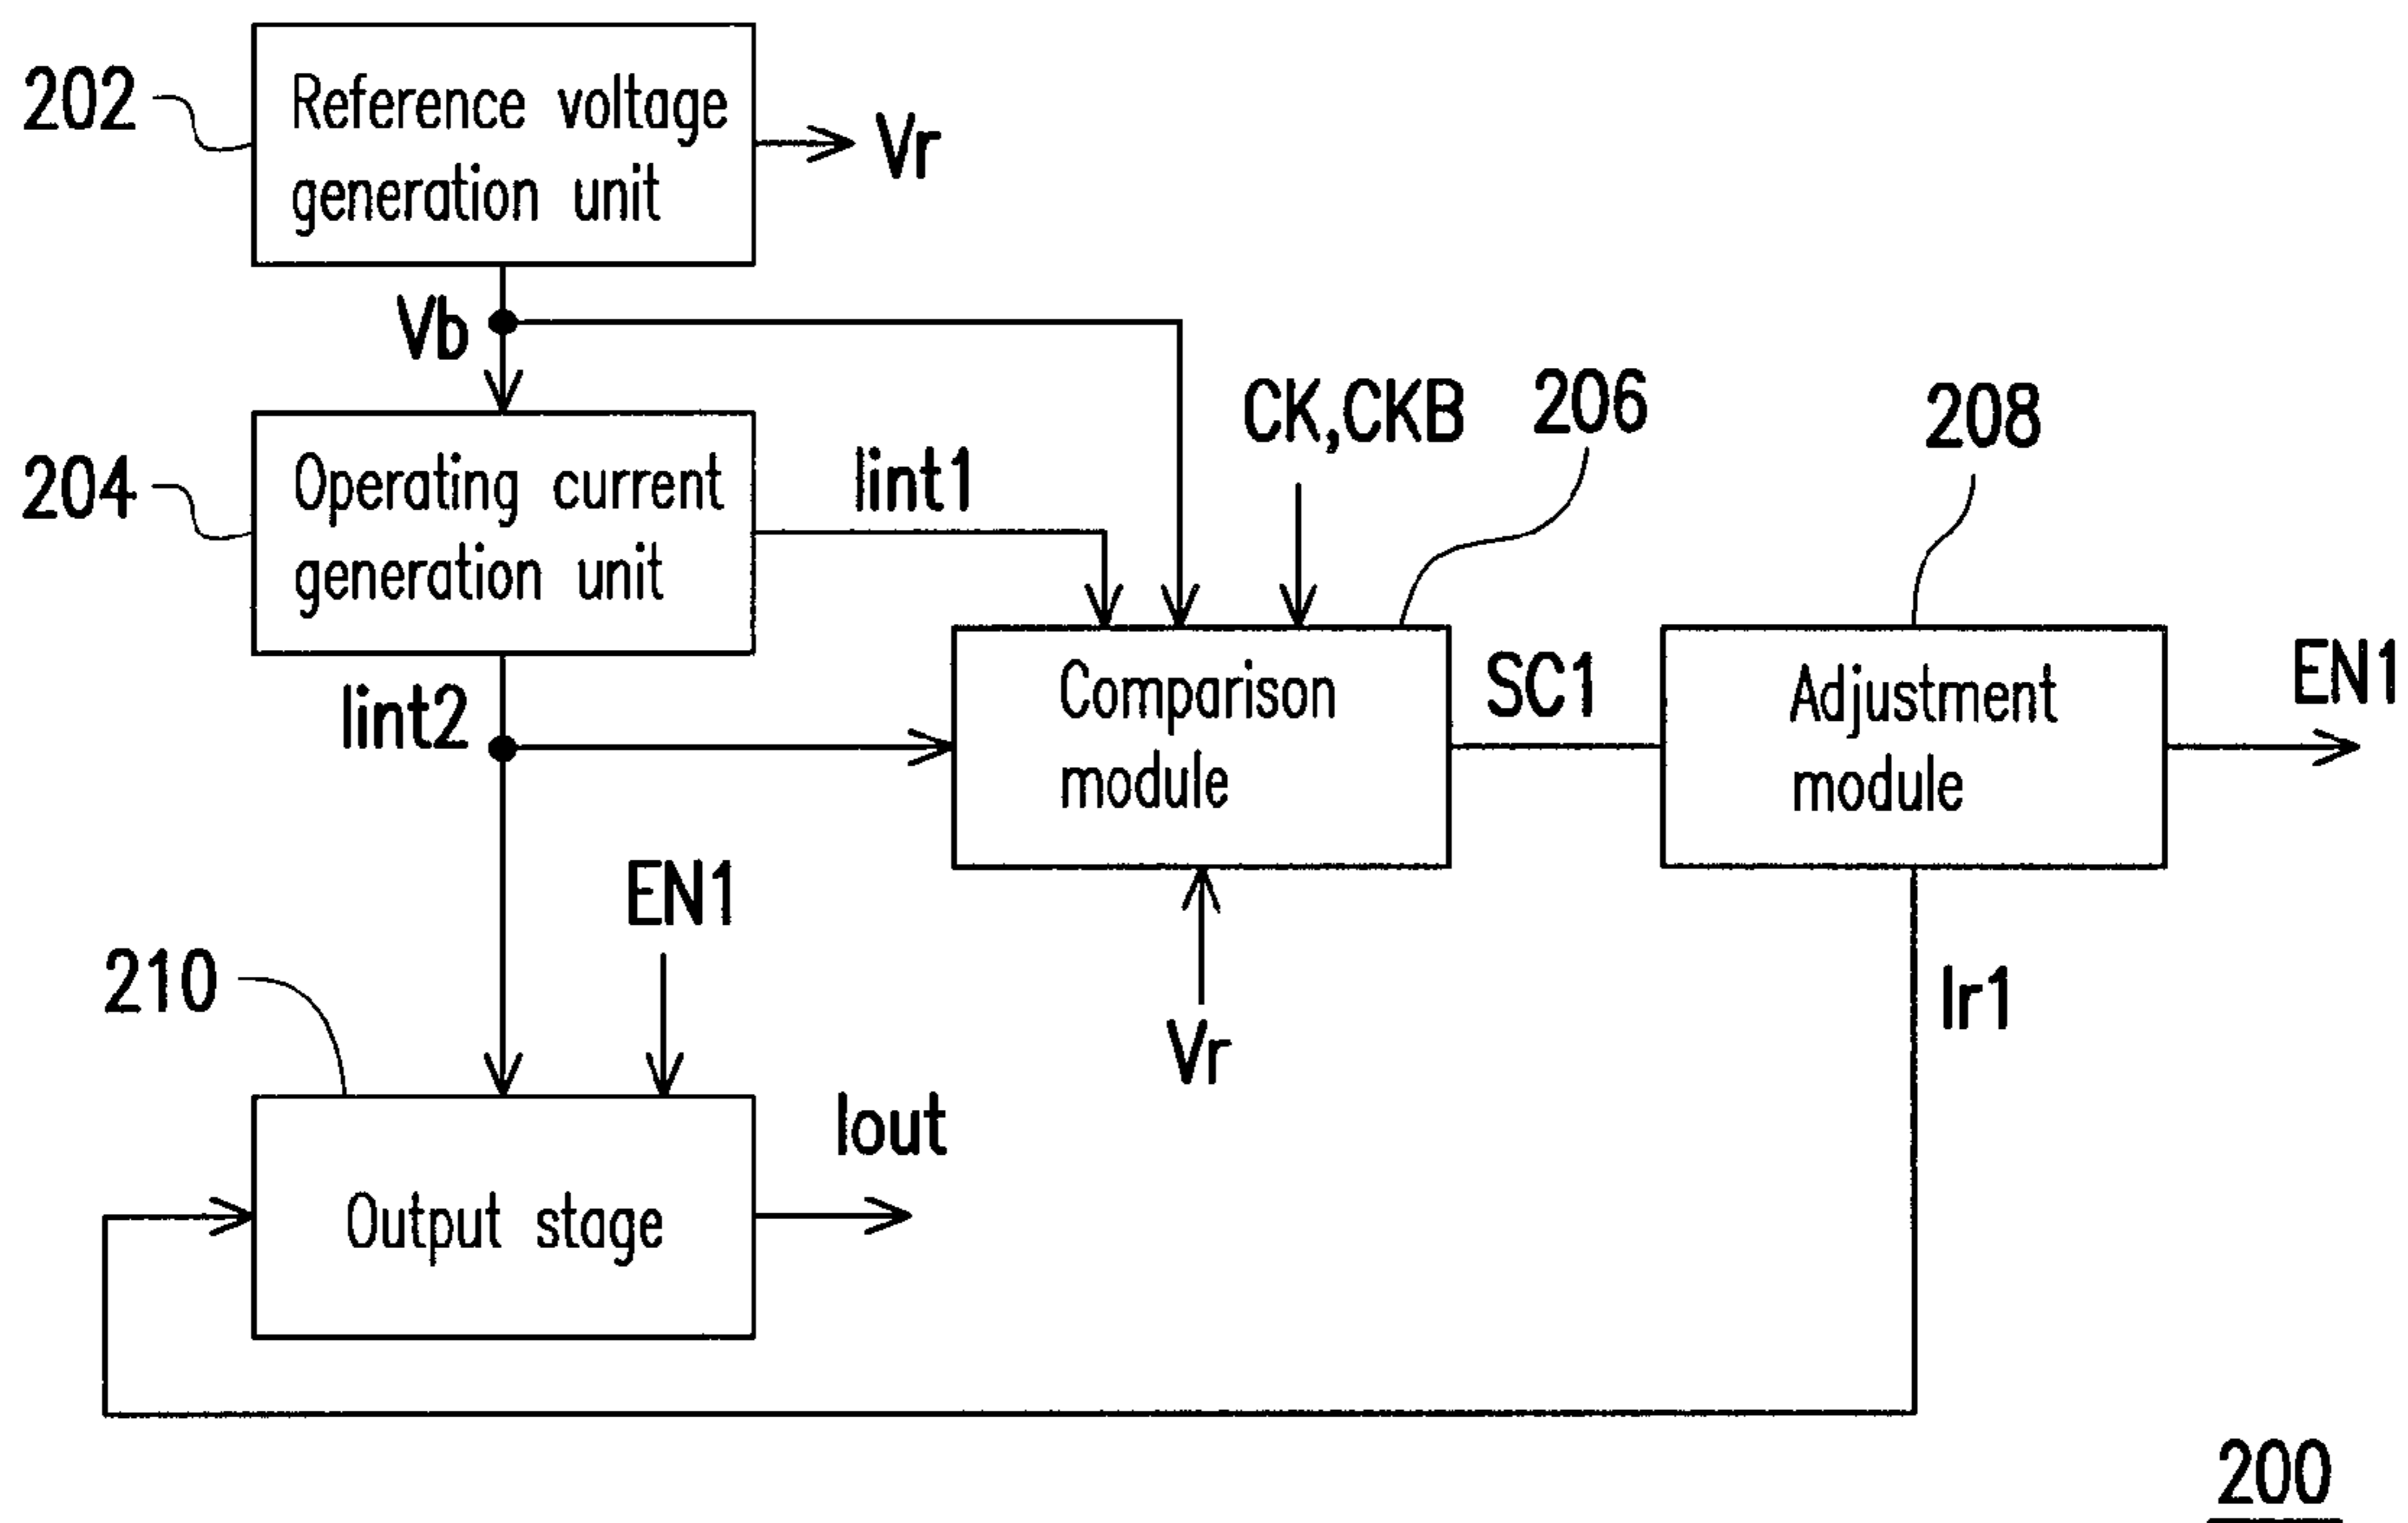 202
Reference voltage
generation unit
Vr
Vb
204
Operating current
generation unit
Iint1
CK,CKB
206
208
Iint2
Comparison
module
SC1
Adjustment
module
EN1
EN1
Vr
Ir1
210
Output stage
Iout
200